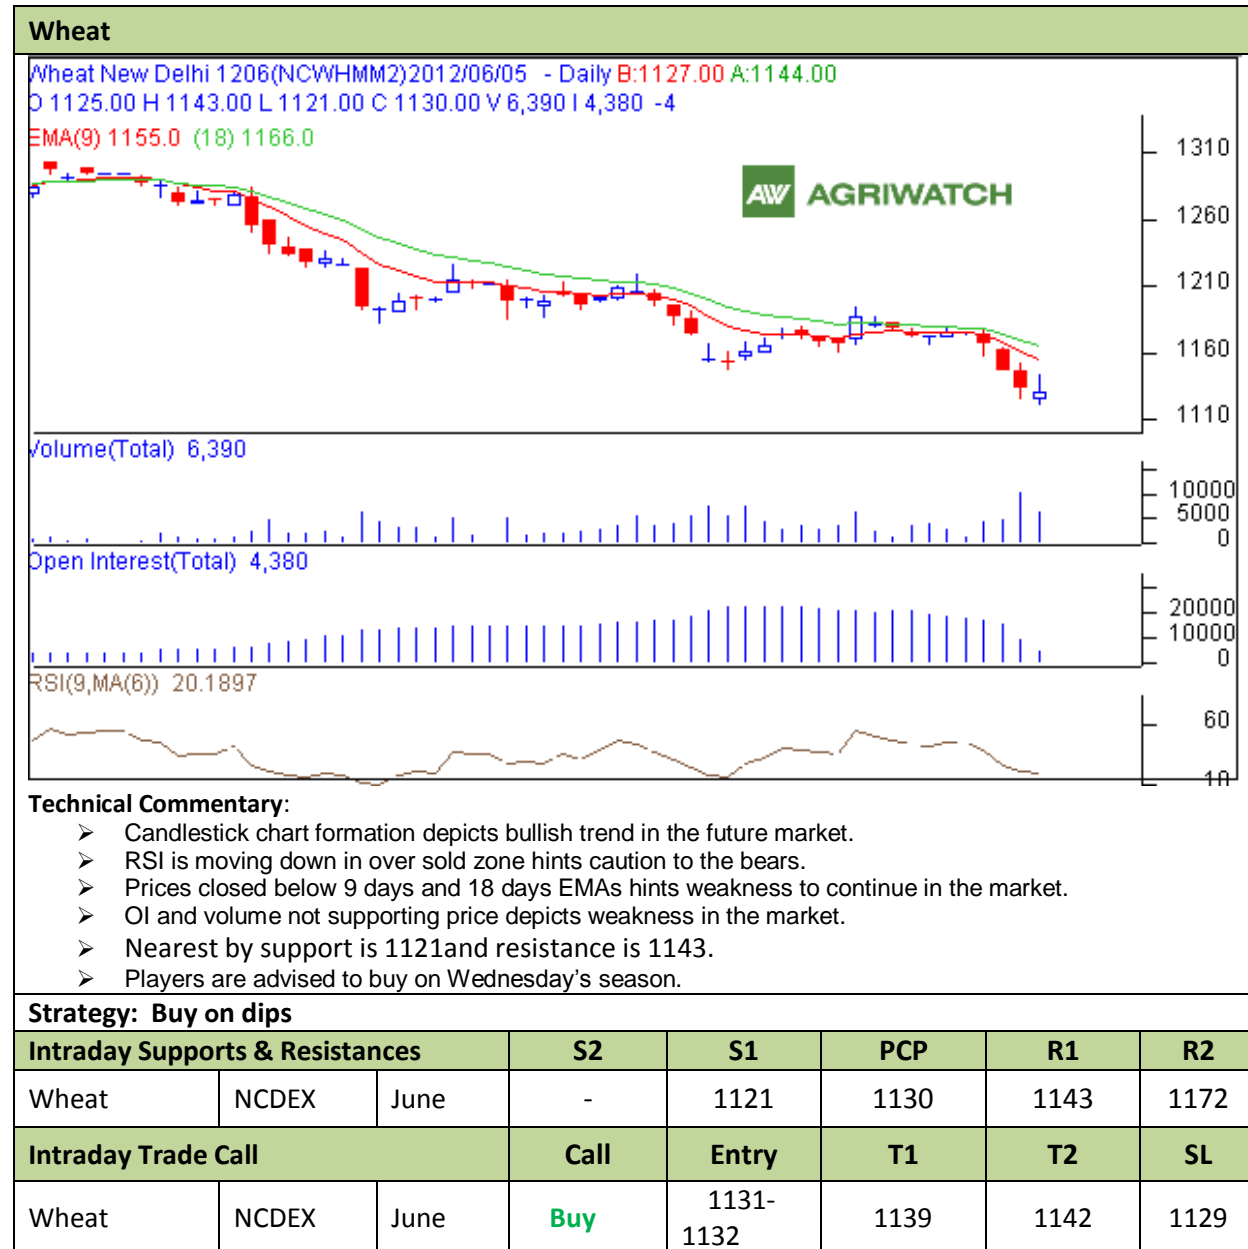 Wheat
Wheat New Delhi 1206(NCWHMM2)2012/06/05 - Daily B:1127.00 A:1144.00
O 1125.00 H 1143.00 L 1121.00 C 1130.00 V 6,390 I 4,380 -4
EMA(9) 1155.0 (18) 1166.0
AW AGRIWATCH
1310
1260
1210
1160
1110
Volume(Total) 6,390
10000
5000
0
Open Interest(Total) 4,380
20000
10000
0
RSI(9,MA(6)) 20.1897
60
10
Technical Commentary:
➢ Candlestick chart formation depicts bullish trend in the future market.
➢ RSI is moving down in over sold zone hints caution to the bears.
➢ Prices closed below 9 days and 18 days EMAs hints weakness to continue in the market.
➢ OI and volume not supporting price depicts weakness in the market.
➢ Nearest by support is 1121and resistance is 1143.
➢ Players are advised to buy on Wednesday’s season.
Strategy: Buy on dips
Intraday Supports & Resistances S2 S1 PCP R1 R2
Wheat NCDEX June - 1121 1130 1143 1172
Intraday Trade Call Call Entry T1 T2 SL
Wheat NCDEX June Buy 1131-
1132 1139 1142 1129